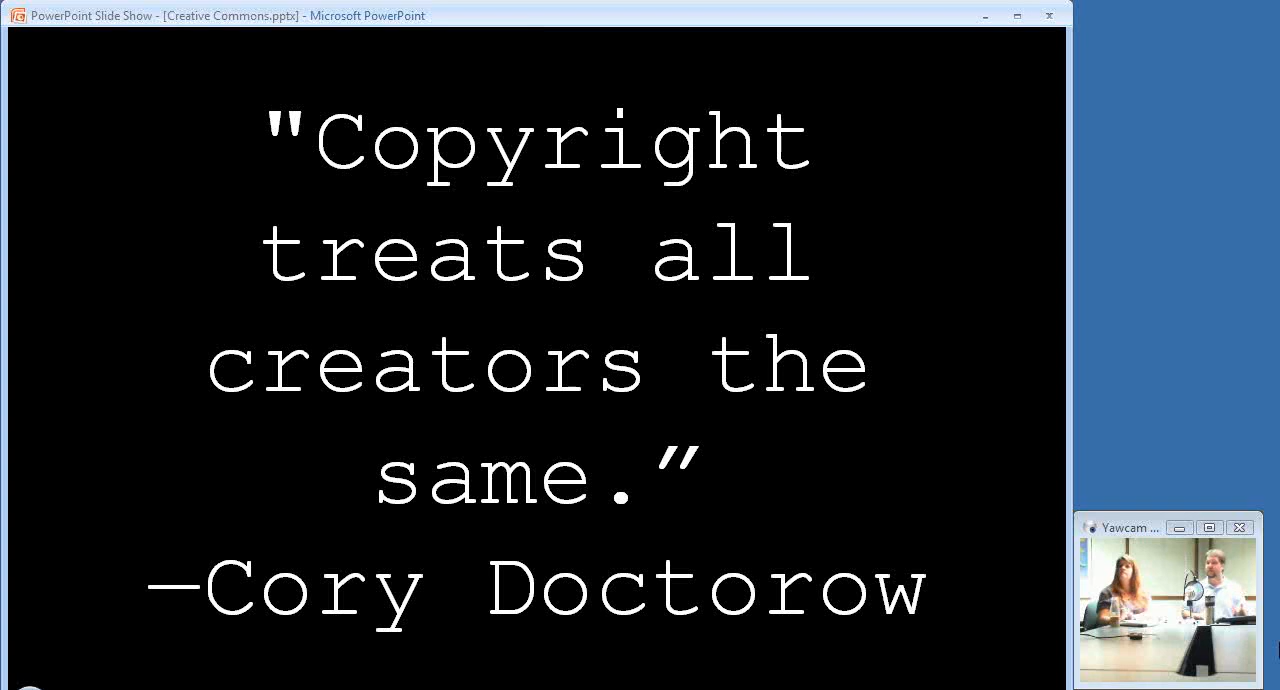 PowerPoint Slide Show - [Creative Commons.pptx] - Microsoft PowerPoint
"Copyright
treats all
creators the
same.”
—Cory Doctorow
Yawcam ...